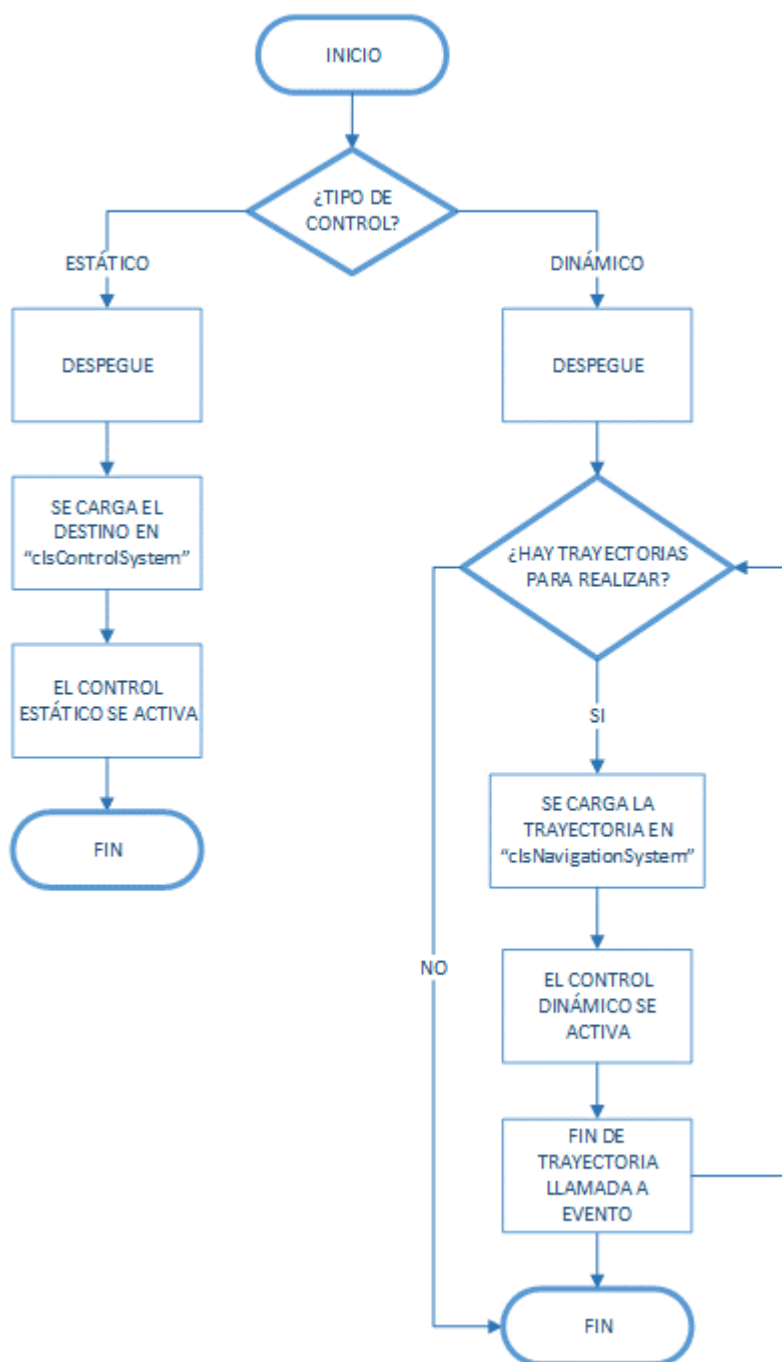 INICIO
¿TIPO DE
CONTROL?
ESTÁTICO
DINÁMICO
DESPEGUE
DESPEGUE
SE CARGA EL
DESTINO EN
“clsControlSystem”
¿HAY TRAYECTORIAS
PARA REALIZAR?
EL CONTROL
ESTÁTICO SE ACTIVA
SI
FIN
SE CARGA LA
TRAYECTORIA EN
“clsNavigationSystem”
NO
EL CONTROL
DINÁMICO SE
ACTIVA
FIN DE
TRAYECTORIA
LLAMADA A
EVENTO
FIN